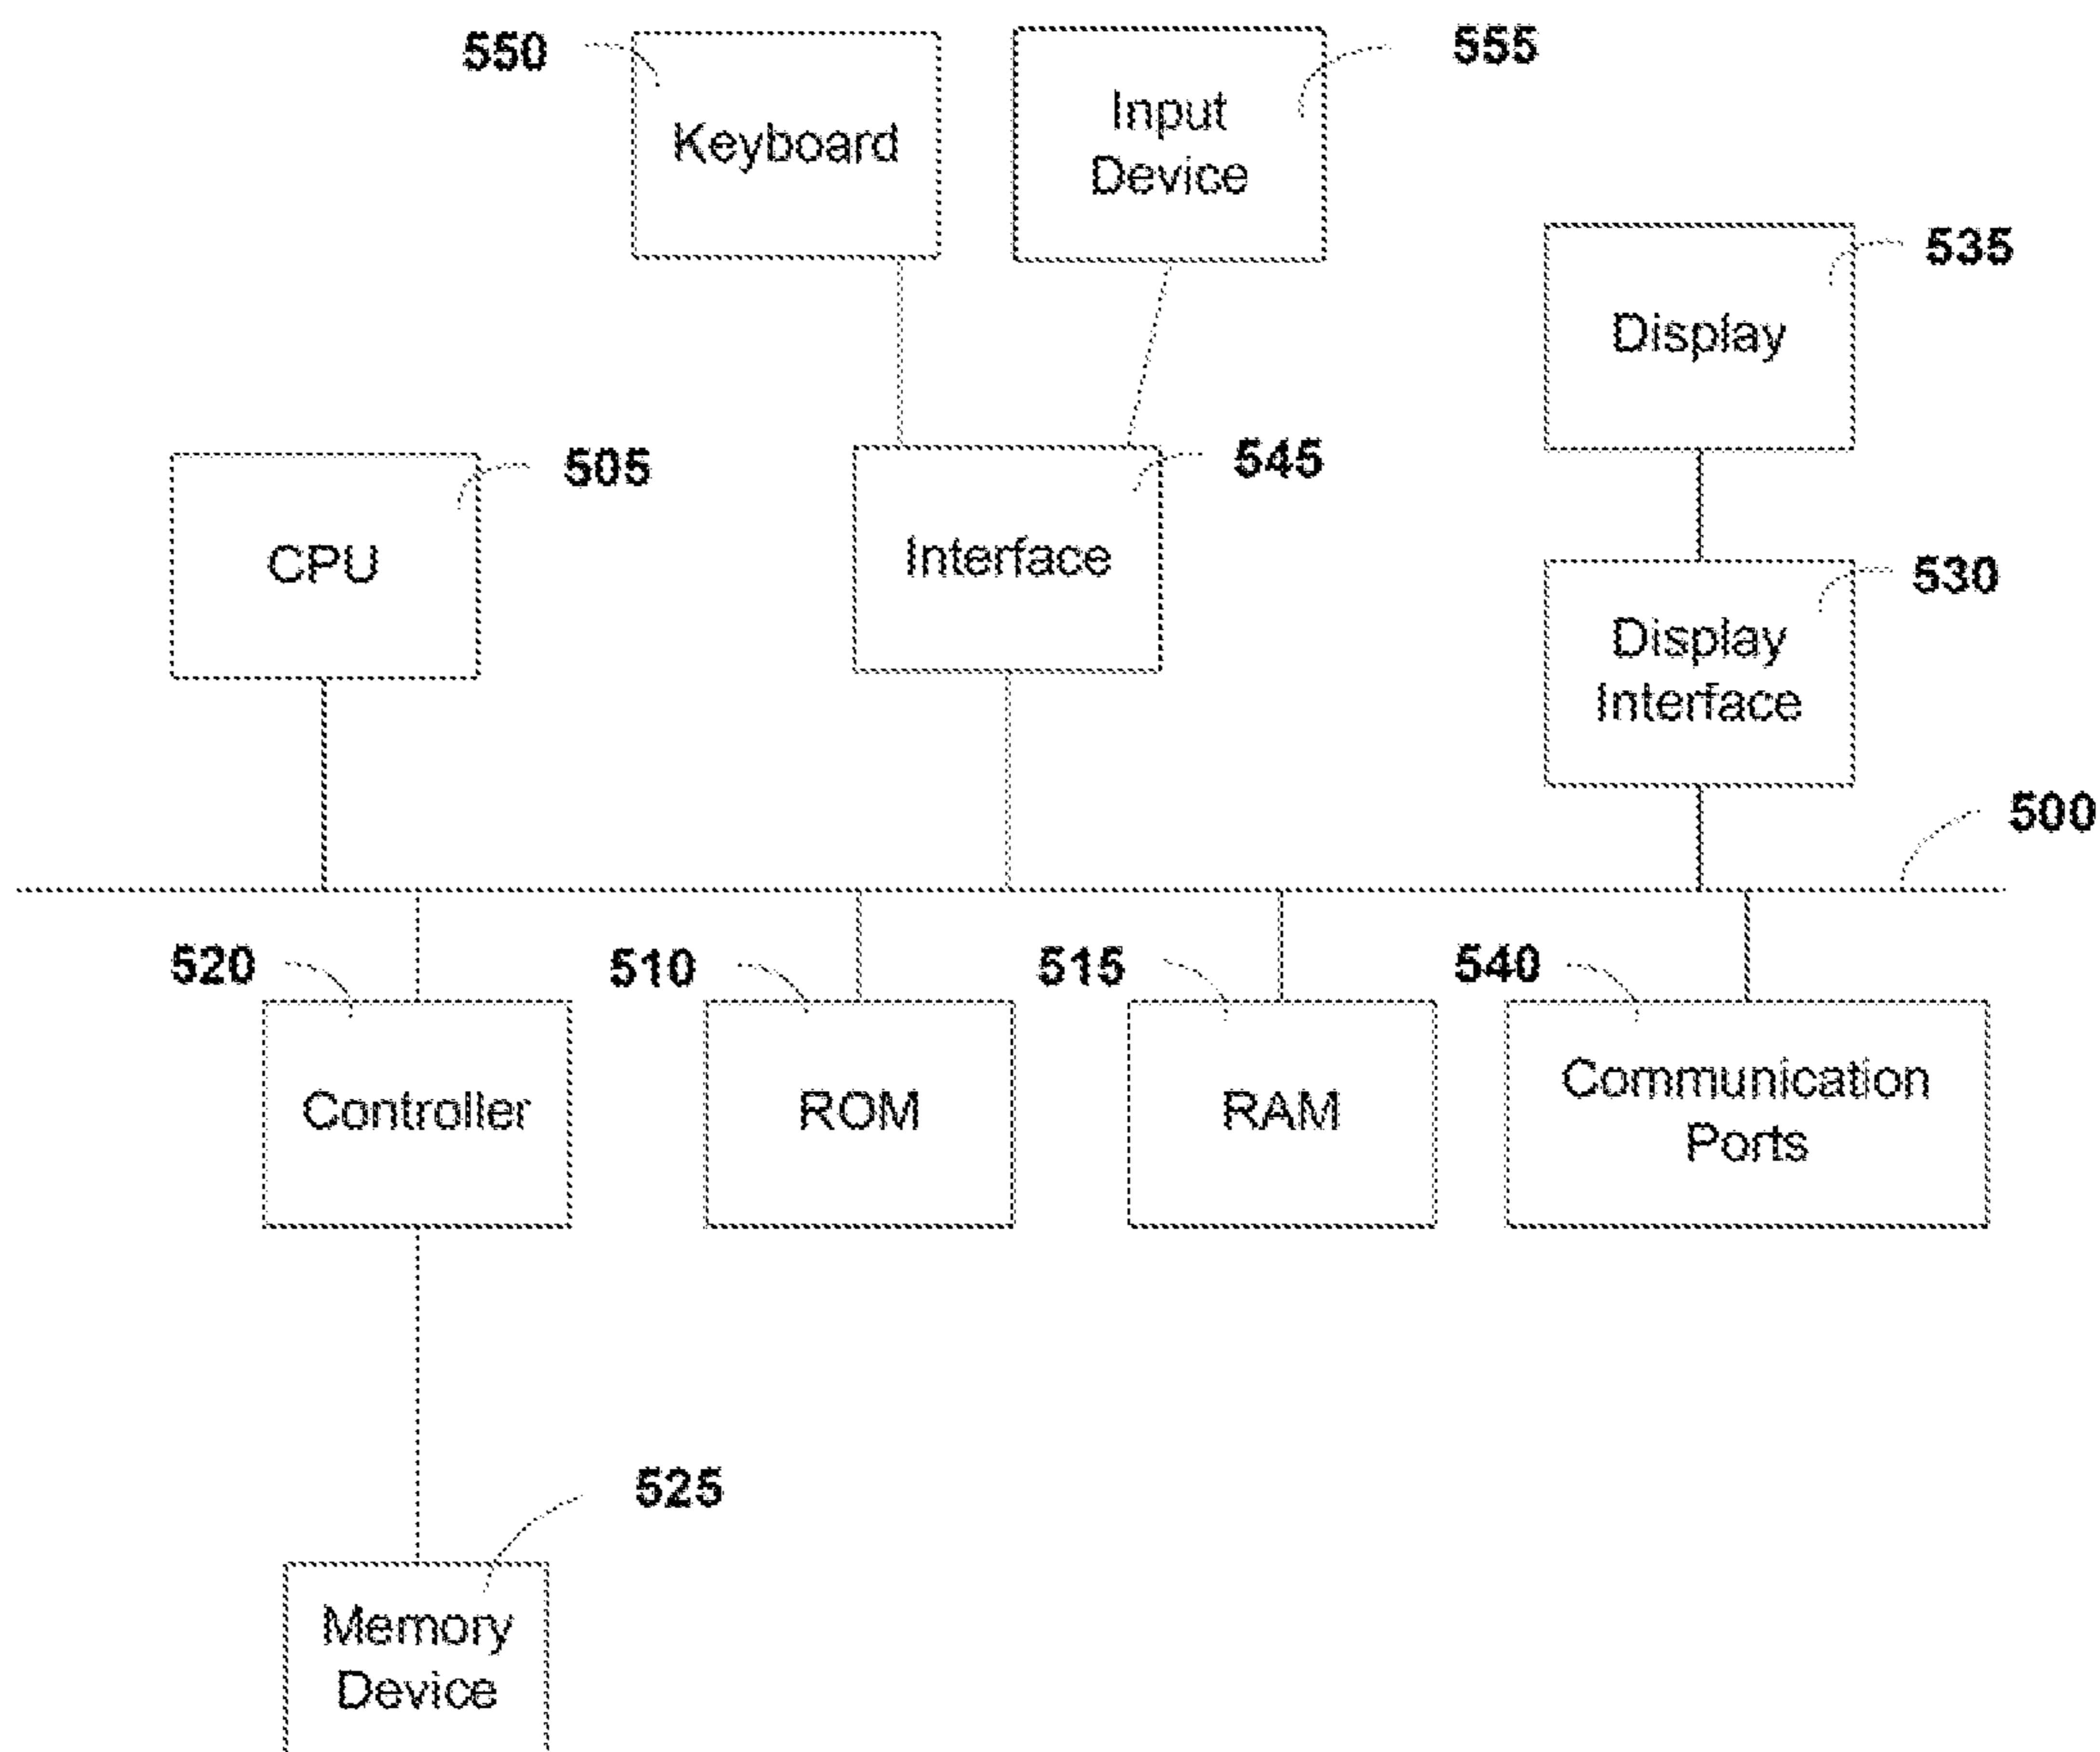 550
Keyboard
Input
Device
555
Display
535
CPU
505
Interface
545
Display
Interface
530
500
520
Controller
510
ROM
515
RAM
540
Communication
Ports
525
Memory
Device